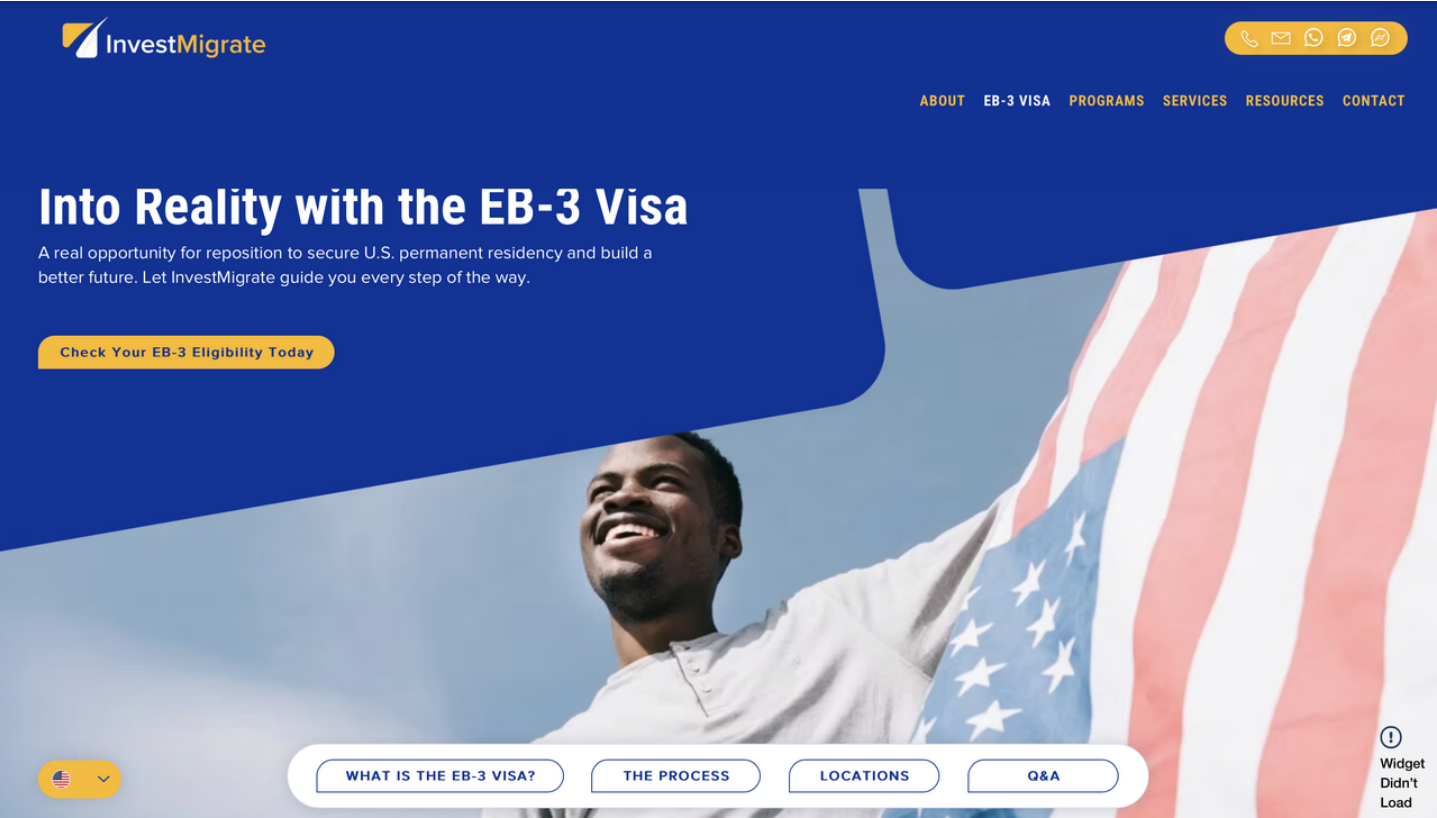 InvestMigrate
ABOUT EB-3 VISA PROGRAMS SERVICES RESOURCES CONTACT
Into Reality with the EB-3 Visa
A real opportunity for reposition to secure U.S. permanent residency and build a
better future. Let InvestMigrate guide you every step of the way.
Check Your EB-3 Eligibility Today
WHAT IS THE EB-3 VISA? THE PROCESS LOCATIONS Q&A
Widget
Didn't
Load